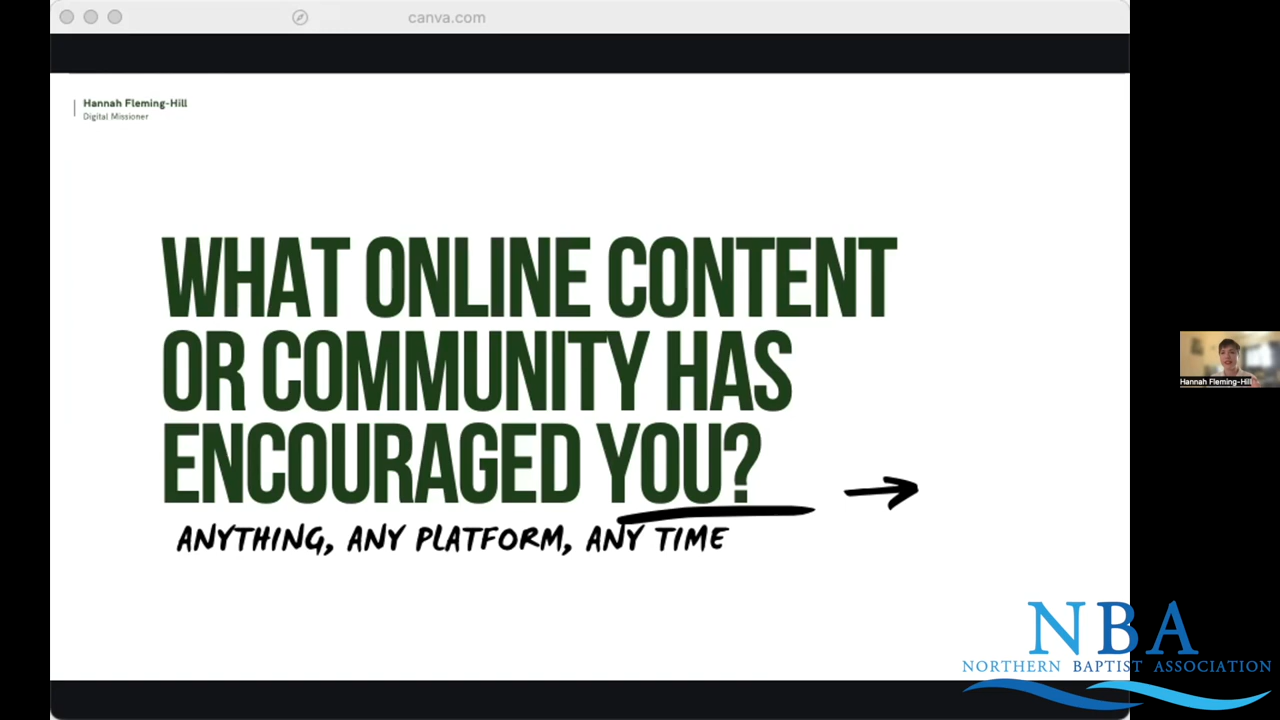 canva.com
Hannah Fleming-Hill
Digital Missioner
WHAT ONLINE CONTENT
OR COMMUNITY HAS
ENCOURAGED YOU?
ANYTHING, ANY PLATFORM, ANY TIME
Hannah Fleming-Hill
NBA
NORTHERN BAPTIST ASSOCIATION